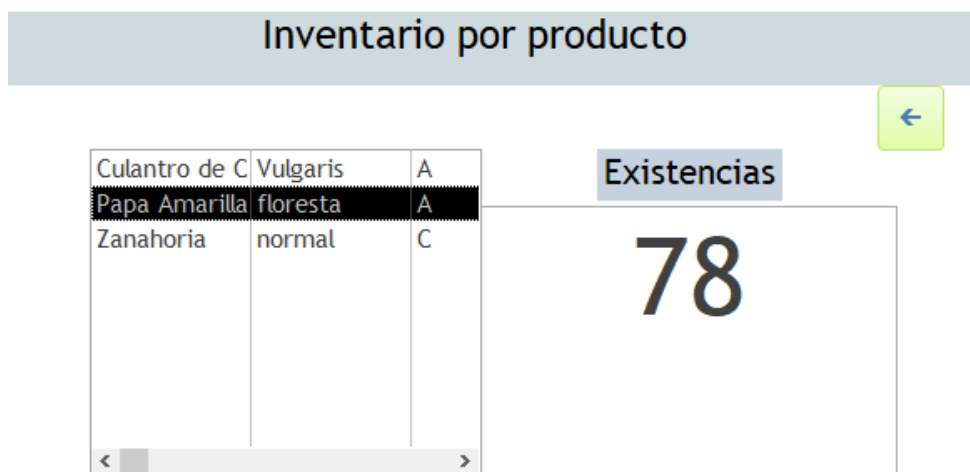 Inventario por producto
Culantro de C Vulgaris A
Papa Amarilla floresta A
Zanahoria normal C
Existencias
78